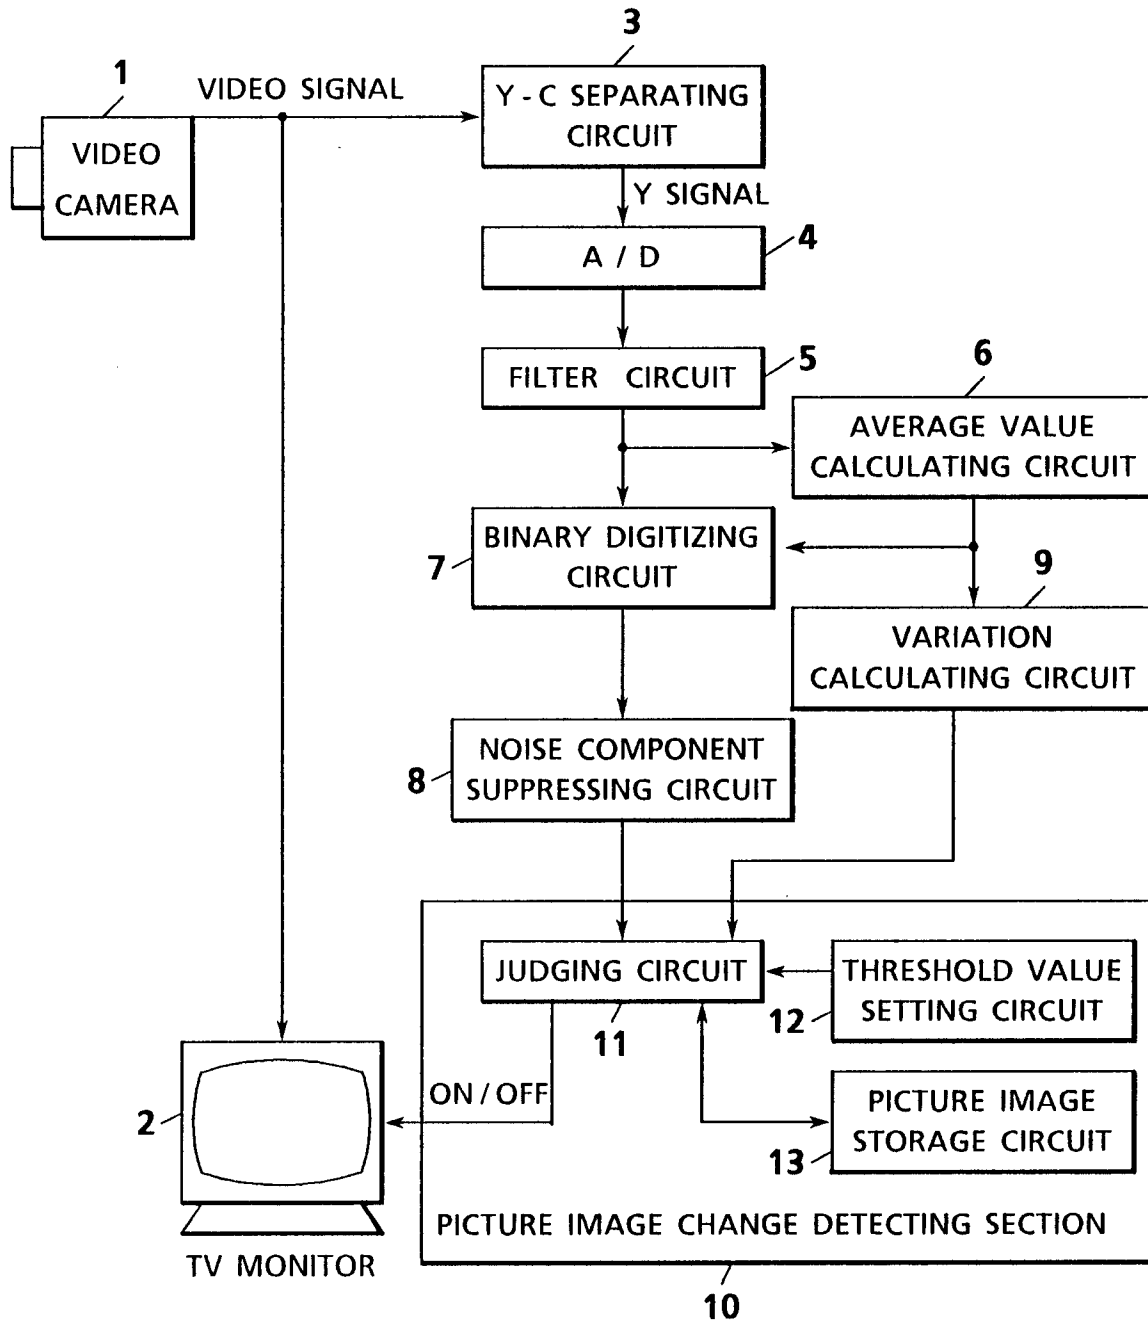 3
1
VIDEO SIGNAL
Y - C SEPARATING
CIRCUIT
VIDEO
CAMERA
Y SIGNAL
4
A / D
5
FILTER CIRCUIT
6
AVERAGE VALUE
CALCULATING CIRCUIT
BINARY DIGITIZING
CIRCUIT
7
9
VARIATION
CALCULATING CIRCUIT
NOISE COMPONENT
SUPPRESSING CIRCUIT
8
JUDGING CIRCUIT
11
THRESHOLD VALUE
SETTING CIRCUIT
12
ON / OFF
2
PICTURE IMAGE
STORAGE CIRCUIT
13
PICTURE IMAGE CHANGE DETECTING SECTION
TV MONITOR
10